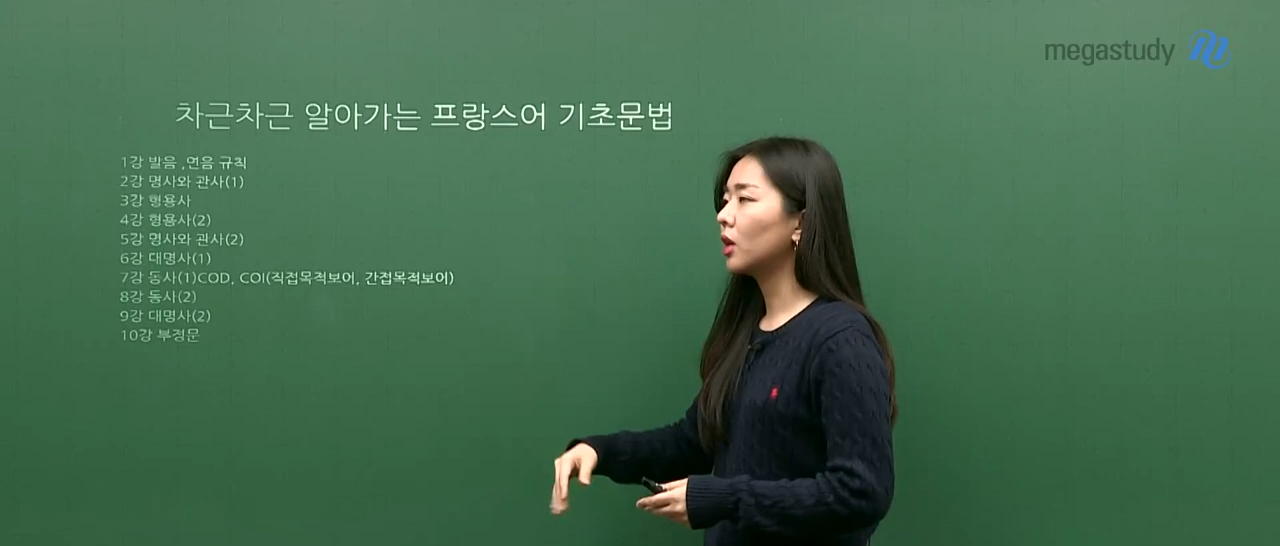 megastudy
차근차근 알아가는 프랑스어 기초문법
1강 발음 ,연음 규칙
2강 명사와 관사(1)
3강 형용사
4강 형용사(2)
5강 명사와 관사(2)
6강 대명사(1)
7강 동사(1)COD, COI(직접목적보어, 간접목적보어)
8강 동사(2)
9강 대명사(2)
10강 부정문